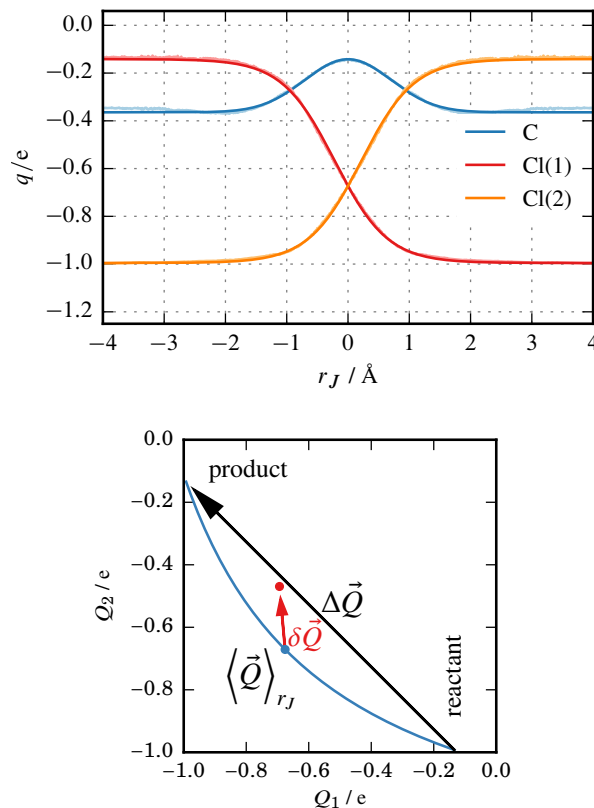 0.0
−0.2
−0.4
−0.6
−0.8
−1.0
−1.2
q/e
C
Cl(1)
Cl(2)
−4 −3 −2 −1 0 1 2 3 4
r_J / Å
0.0
−0.2
−0.4
−0.6
−0.8
−1.0
Q₂/ e
product
ΔQ⃗
δQ⃗
⟨Q⃗⟩_{r_J}
reactant
−1.0 −0.8 −0.6 −0.4 −0.2 0.0
Q₁/ e